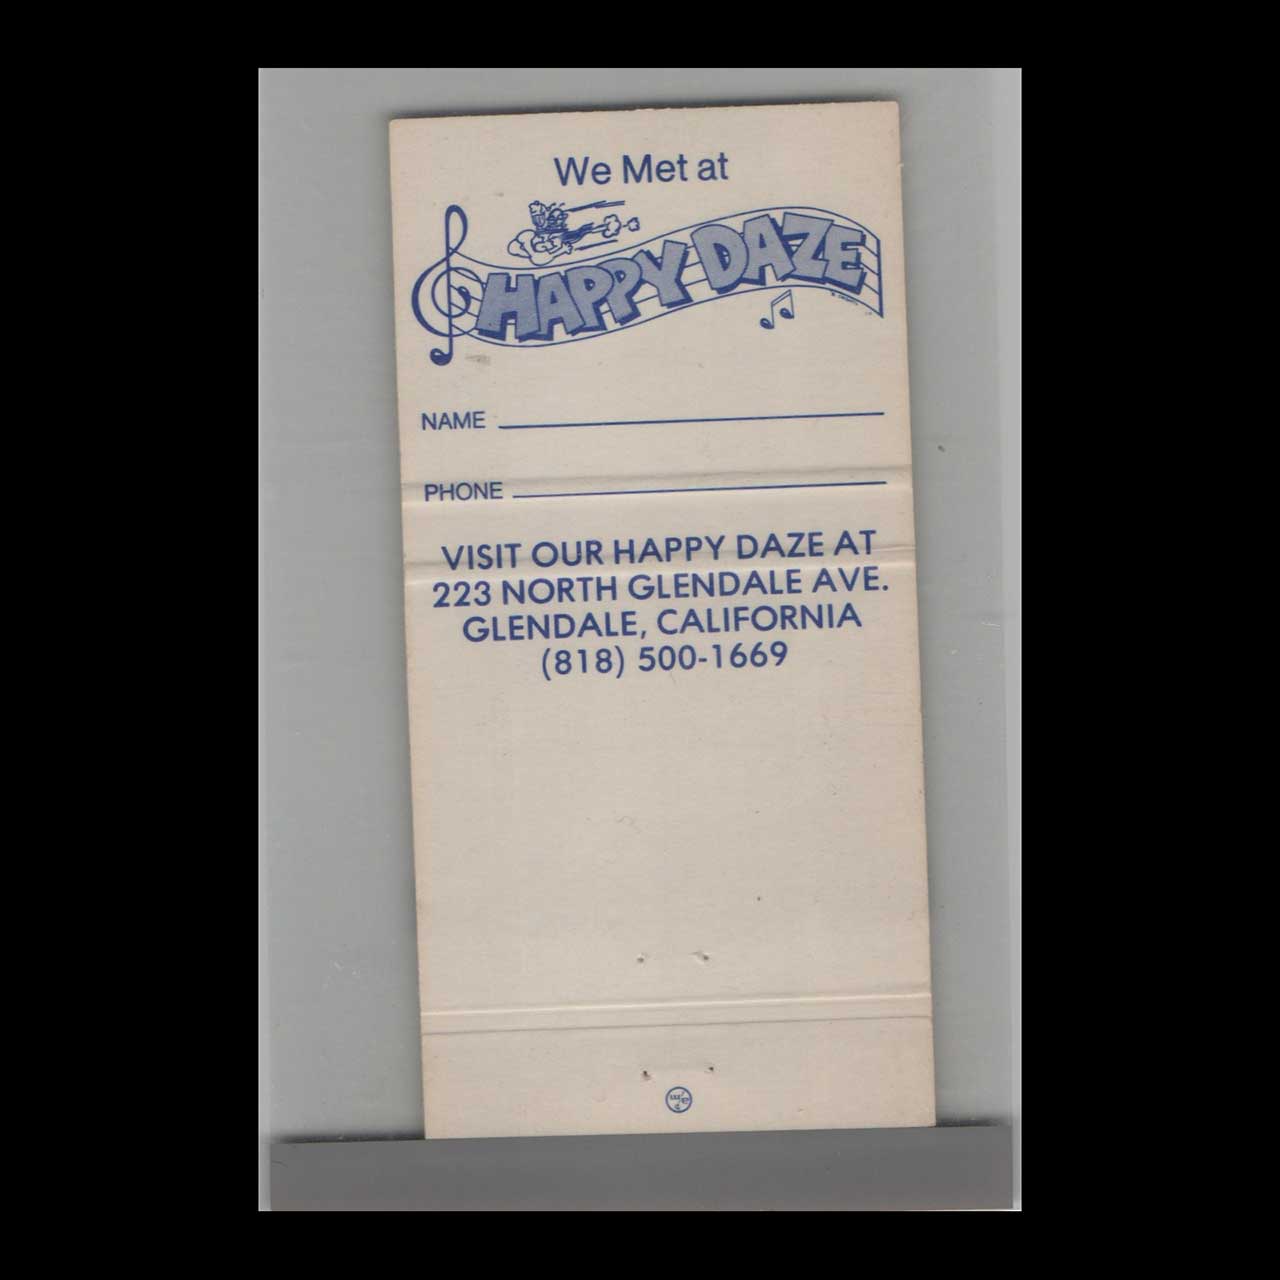 We Met at
HAPPY DAZE
NAME
PHONE
VISIT OUR HAPPY DAZE AT
223 NORTH GLENDALE AVE.
GLENDALE, CALIFORNIA
(818) 500-1669